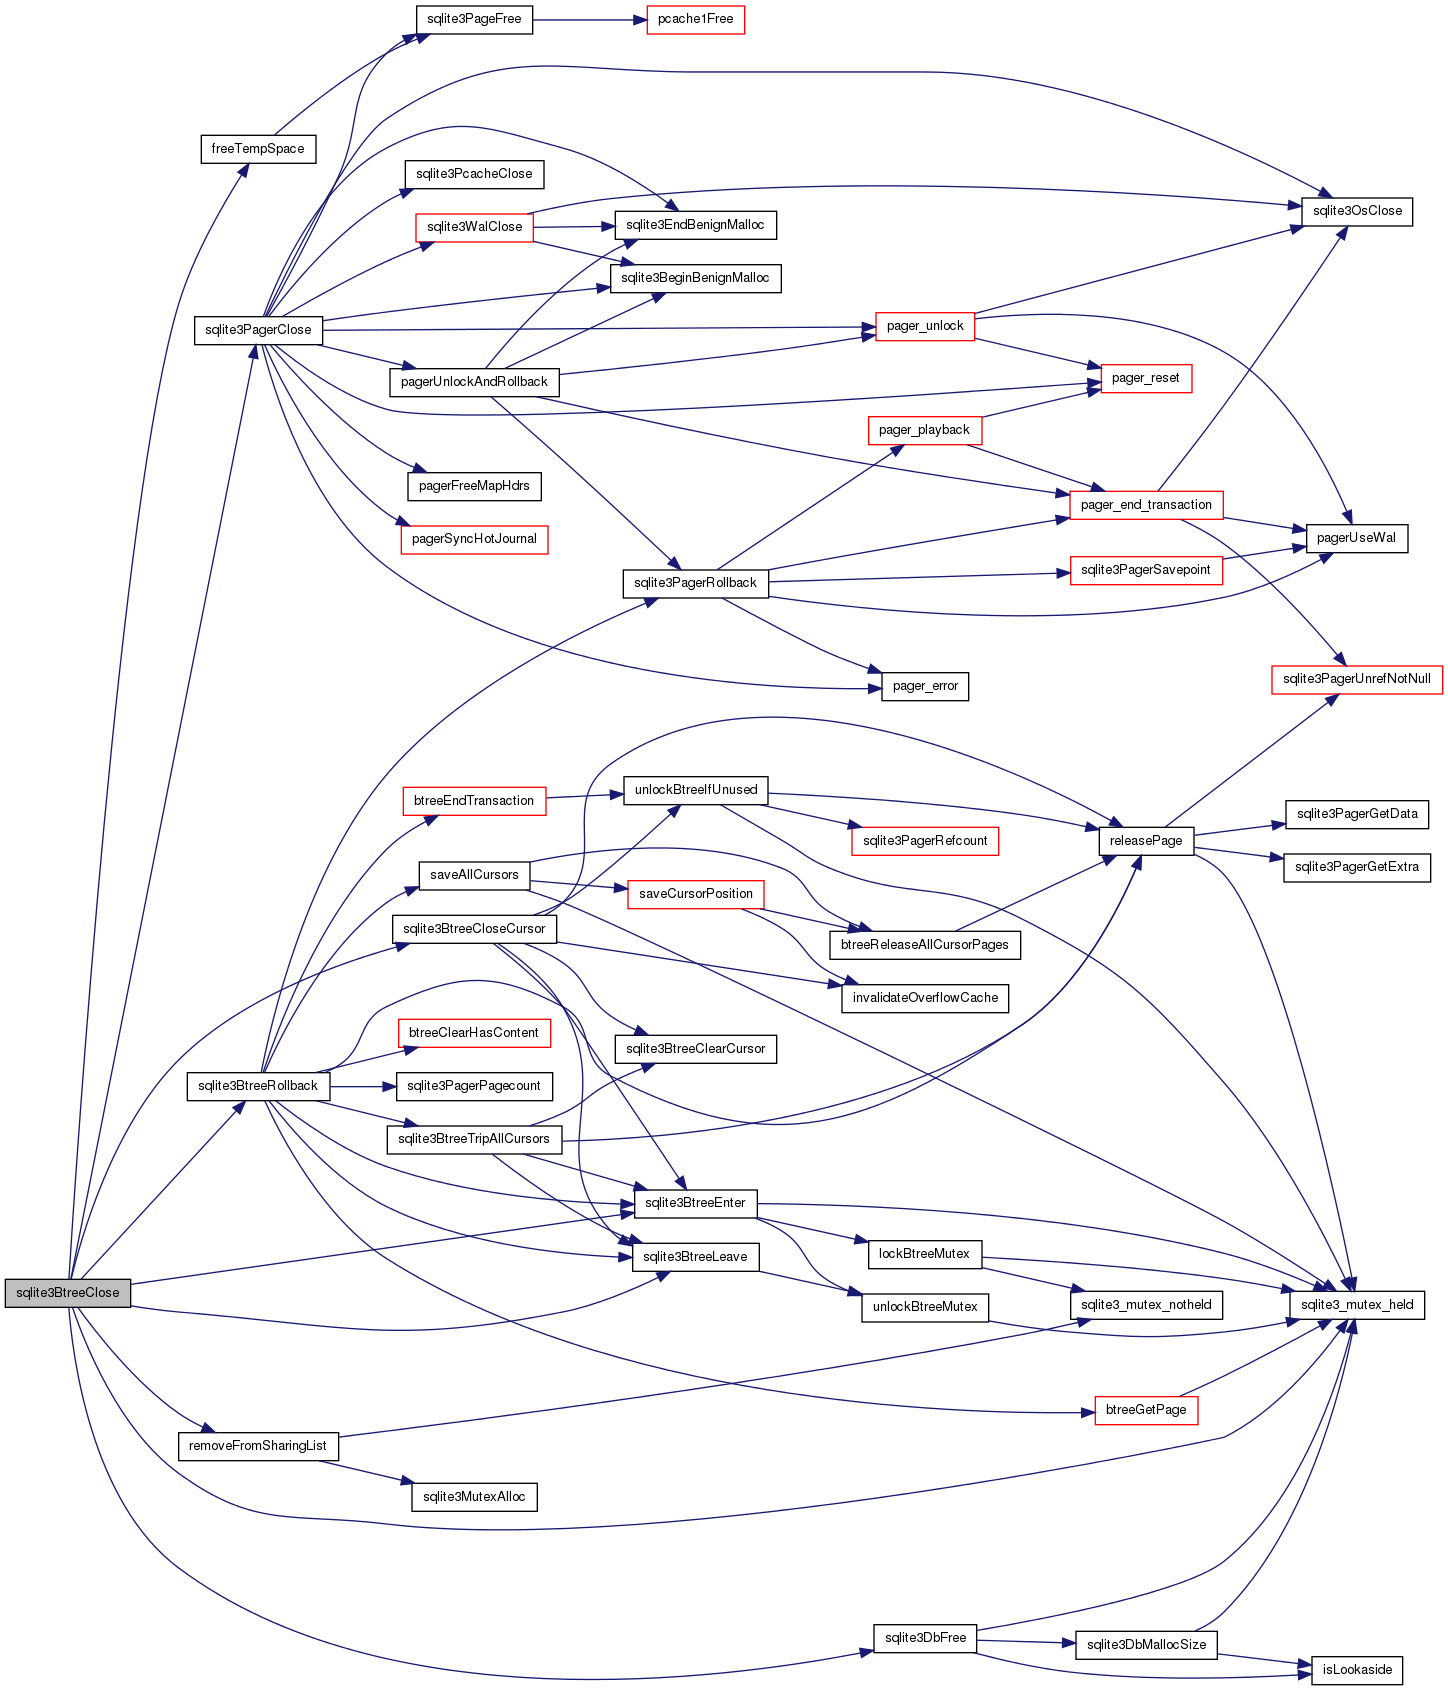 sqlite3PageFree
pcache1Free
freeTempSpace
sqlite3PcacheClose
sqlite3OsClose
sqlite3WalClose
sqlite3EndBenignMalloc
sqlite3BeginBenignMalloc
sqlite3PagerClose
pager_unlock
pagerUnlockAndRollback
pager_reset
pager_playback
pagerFreeMapHdrs
pager_end_transaction
pagerSyncHotJournal
pagerUseWal
sqlite3PagerRollback
sqlite3PagerSavepoint
pager_error
sqlite3PagerUnrefNotNull
btreeEndTransaction
unlockBtreeIfUnused
sqlite3PagerGetData
sqlite3PagerRefcount
releasePage
sqlite3PagerGetExtra
saveAllCursors
saveCursorPosition
sqlite3BtreeCloseCursor
btreeReleaseAllCursorPages
invalidateOverflowCache
btreeClearHasContent
sqlite3BtreeClearCursor
sqlite3BtreeRollback
sqlite3PagerPagecount
sqlite3BtreeTripAllCursors
sqlite3BtreeEnter
sqlite3BtreeLeave
lockBtreeMutex
sqlite3BtreeClose
unlockBtreeMutex
sqlite3_mutex_notheld
sqlite3_mutex_held
btreeGetPage
removeFromSharingList
sqlite3MutexAlloc
sqlite3DbFree
sqlite3DbMallocSize
isLookaside